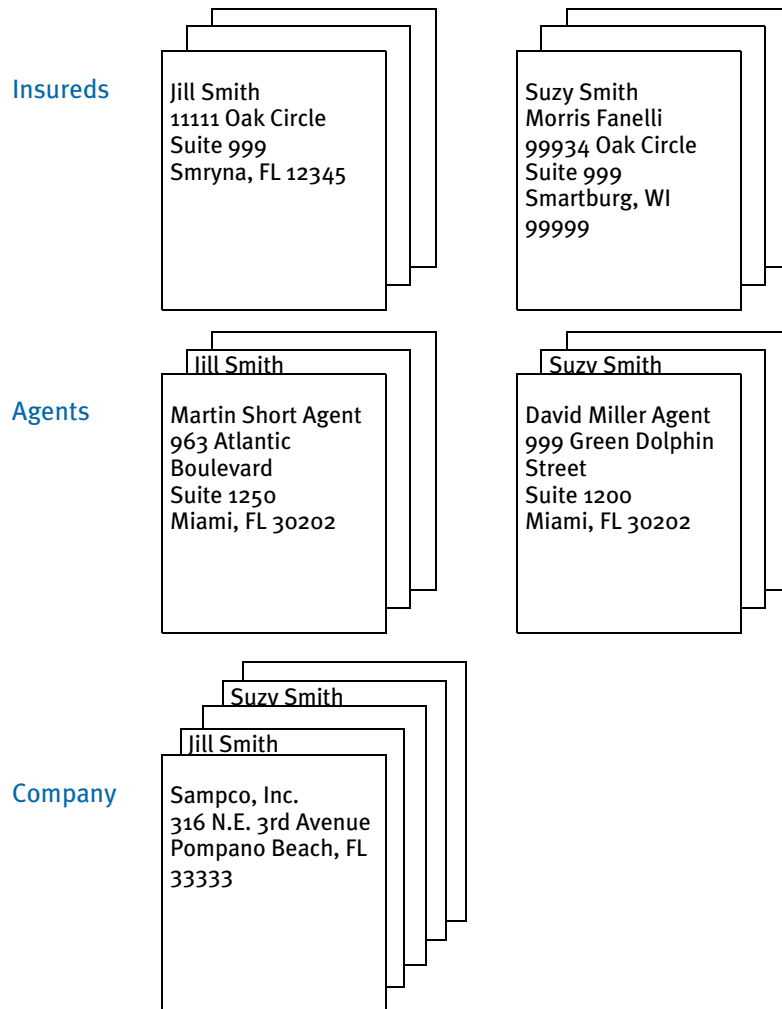 Insureds
Jill Smith
11111 Oak Circle
Suite 999
Smryna, FL 12345
Suzy Smith
Morris Fanelli
99934 Oak Circle
Suite 999
Smartburg, WI
99999
Agents
Jill Smith
Martin Short Agent
963 Atlantic
Boulevard
Suite 1250
Miami, FL 30202
Suzy Smith
David Miller Agent
999 Green Dolphin
Street
Suite 1200
Miami, FL 30202
Company
Suzy Smith
Jill Smith
Sampco, Inc.
316 N.E. 3rd Avenue
Pompano Beach, FL
33333